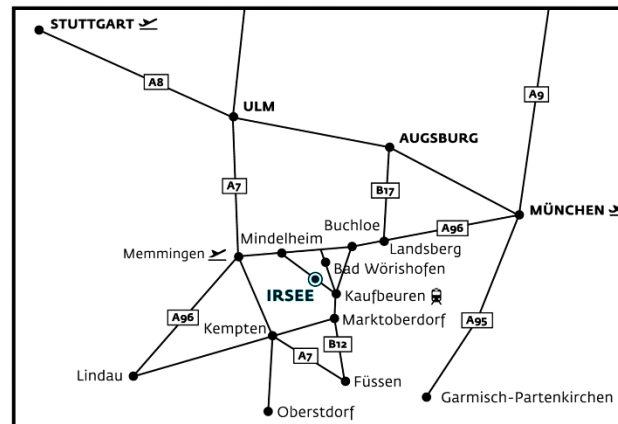 STUTTGART
A8
A9
ULM
AUGSBURG
A7
B17
MÜNCHEN
Buchloe
A96
Mindelheim
Landsberg
Memmingen
Bad Wörishofen
IRSEE
Kaufbeuren
A96
Kempten
Marktoberdorf
A95
B12
A7
Lindau
Füssen
Garmisch-Partenkirchen
Oberstdorf